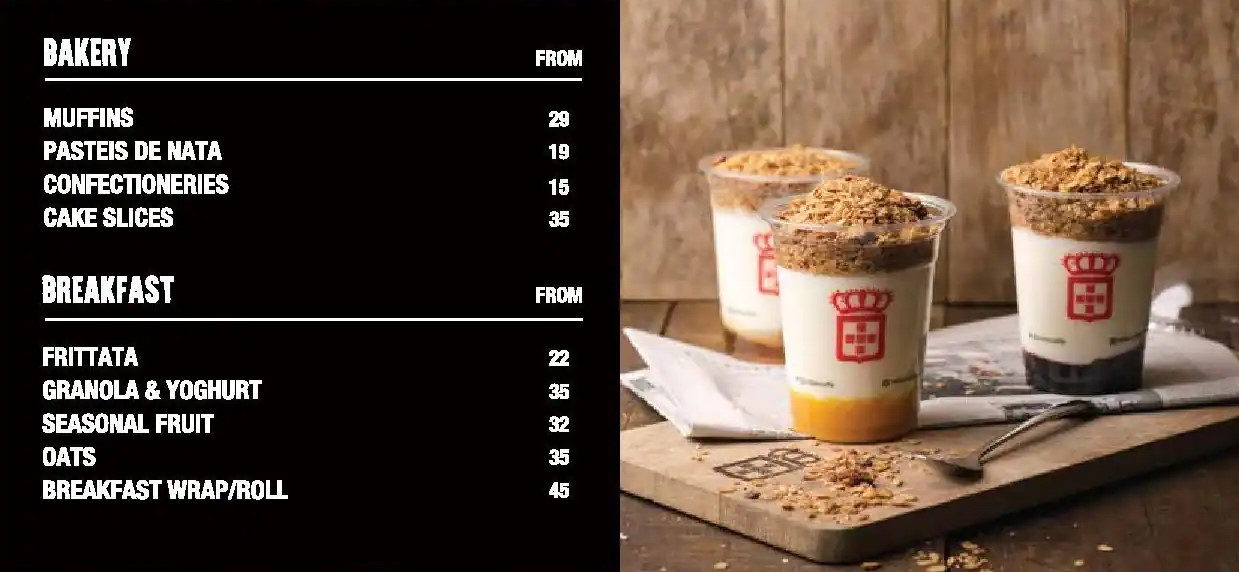 BAKERY FROM
MUFFINS 29
PASTEIS DE NATA 19
CONFECTIONERIES 15
CAKE SLICES 35
BREAKFAST FROM
FRITTATA 22
GRANOLA & YOGHURT 35
SEASONAL FRUIT 32
OATS 35
BREAKFAST WRAP/ROLL 45